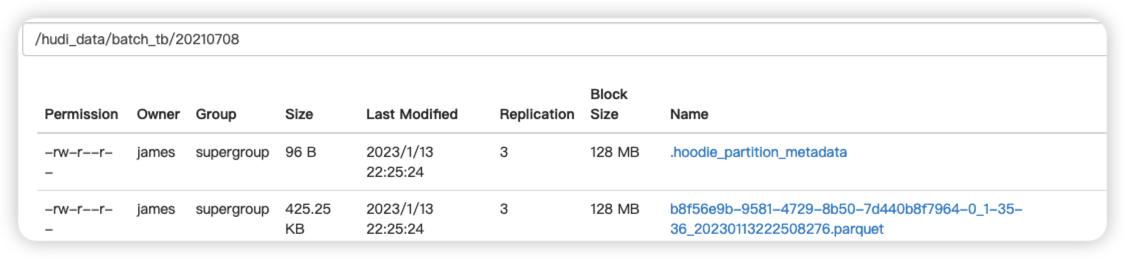 /hudi_data/batch_tb/20210708
Block
Permission Owner Group Size Last Modified Replication Size Name
-rw-r--r- james supergroup 96 B 2023/1/13 3 128 MB .hoodie_partition_metadata
- 22:25:24
-rw-r--r- james supergroup 425.25 2023/1/13 3 128 MB b8f56e9b-9581-4729-8b50-7d440b8f7964-0_1-35-
- KB 22:25:24 36_20230113222508276.parquet